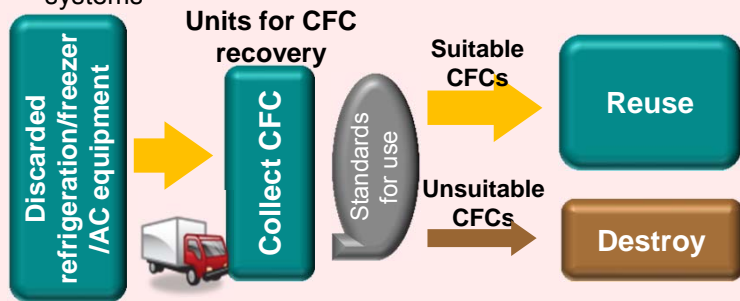 systems
Units for CFC
recovery
Discarded
refrigeration/freezer
/AC equipment
Collect CFC
Standards
for use
Suitable
CFCs
Reuse
Unsuitable
CFCs
Destroy